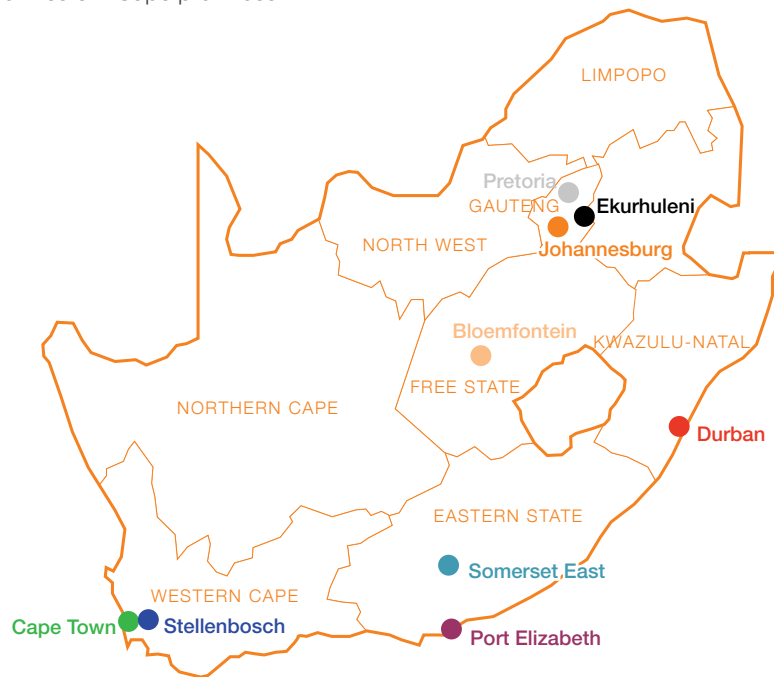 LIMPOPO
Pretoria
GAUTENG
Ekurhuleni
NORTH WEST
Johannesburg
Bloemfontein
KWAZULU-NATAL
FREE STATE
NORTHERN CAPE
Durban
EASTERN STATE
Somerset East
WESTERN CAPE
Cape Town
Stellenbosch
Port Elizabeth